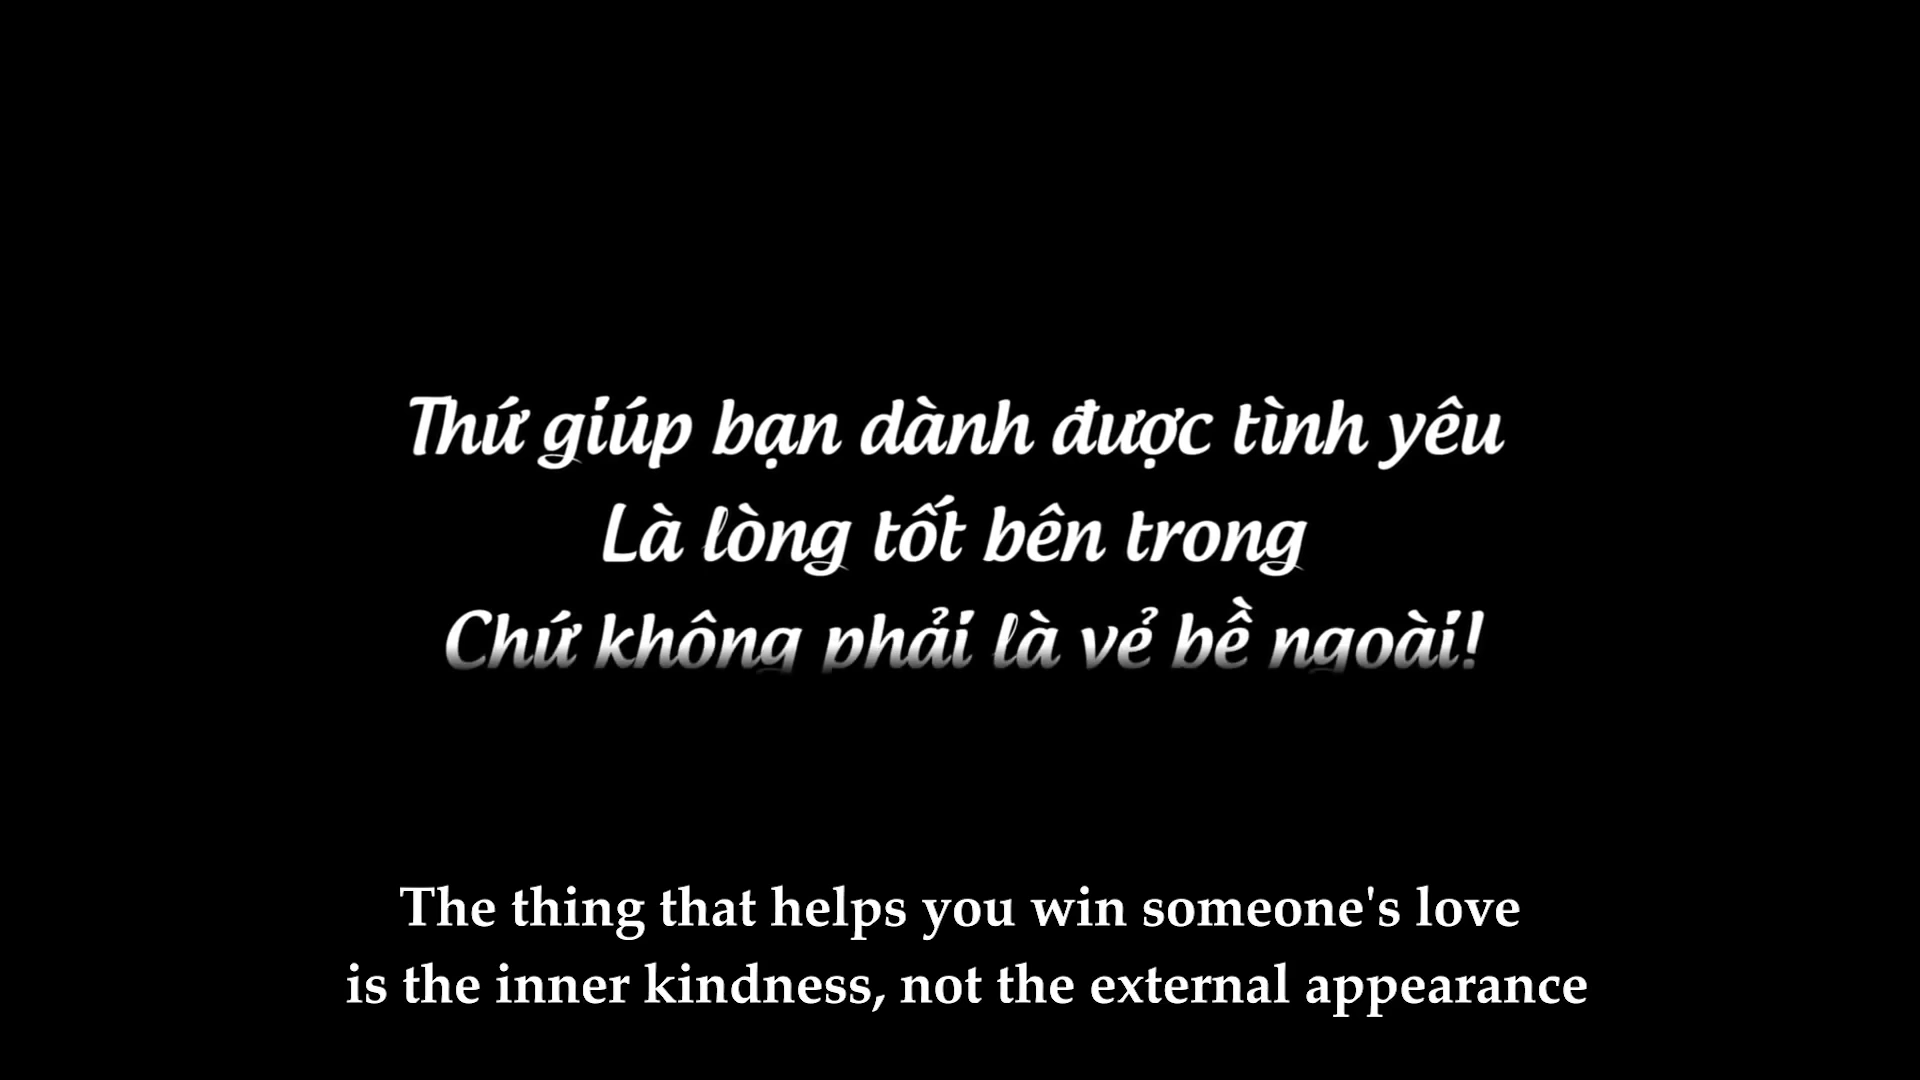 Thứ giúp bạn dành được tình yêu
Là lòng tốt bên trong
Chứ không phải là vẻ bề ngoài!
The thing that helps you win someone's love
is the inner kindness, not the external appearance